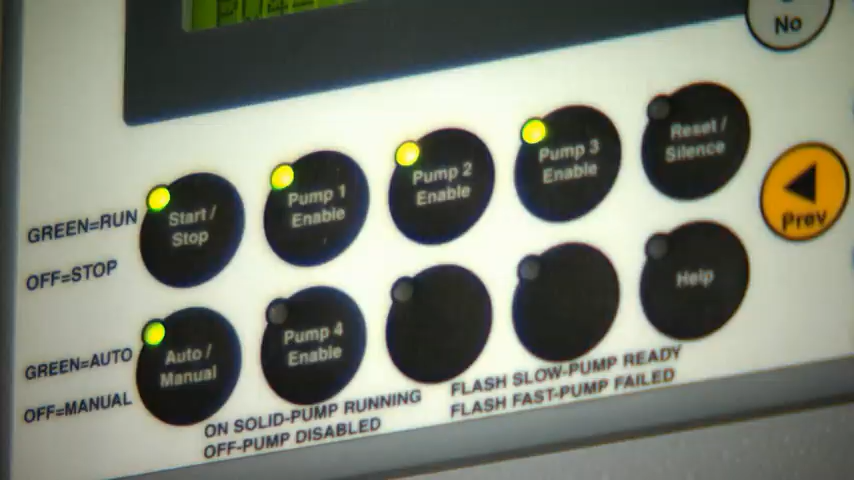 No
Start /
Stop
Pump 1
Enable
Pump 2
Enable
Pump 3
Enable
Reset /
Silence
Prev
GREEN=RUN
OFF=STOP
Auto /
Manual
Pump 4
Enable
Help
GREEN=AUTO
OFF=MANUAL
ON SOLID-PUMP RUNNING
OFF-PUMP DISABLED
FLASH SLOW-PUMP READY
FLASH FAST-PUMP FAILED